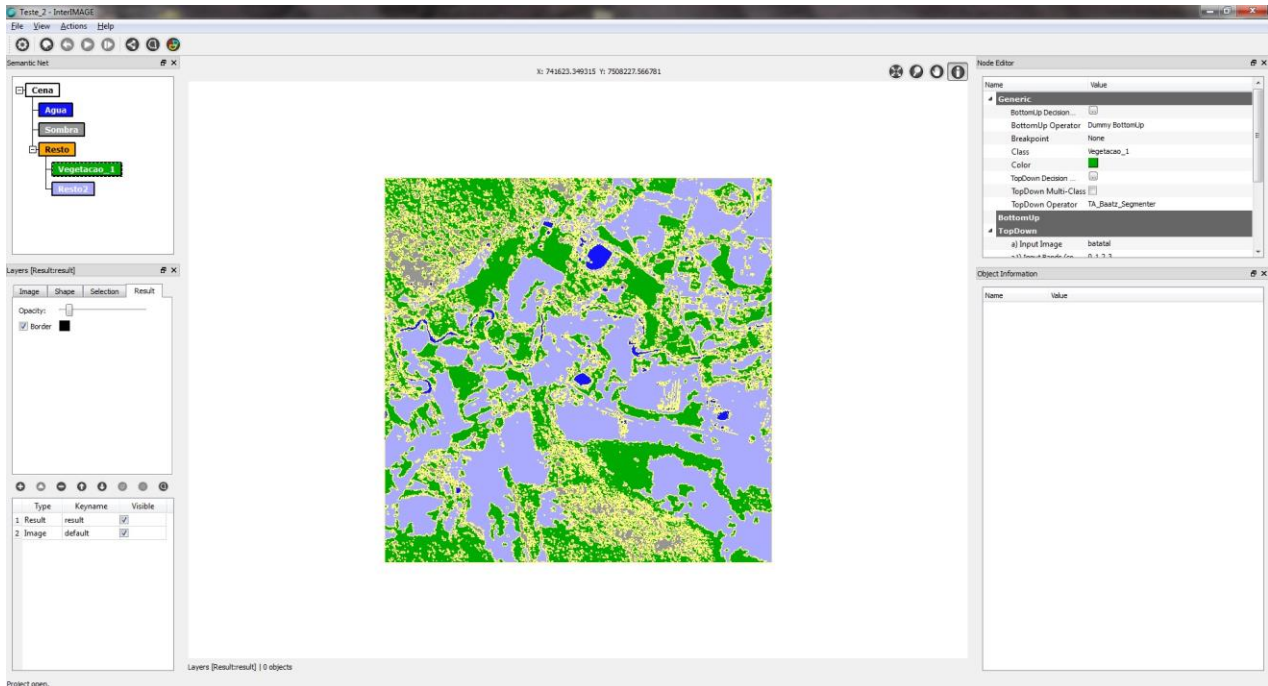 Teste_2 - InterIMAGE
File View Actions Help
Semantic Net
Cena
Agua
Sombra
Resto
Vegetacao_1
Resto2
Layers [Result:result]
Image Shape Selection Result
Opacity:
Border
Type Keyname Visible
1 Result result
2 Image default
X: 741623.349315 Y: 7508227.566781
Layers [Result:result] | 0 objects
Node Editor
Name Value
Generic
BottomUp Decision...
BottomUp Operator Dummy BottomUp
Breakpoint None
Class Vegetacao_1
Color
TopDown Decision ...
TopDown Multi-Class
TopDown Operator TA_Baatz_Segmenter
BottomUp
TopDown
a) Input Image batatal
Object Information
Name Value
Project open.